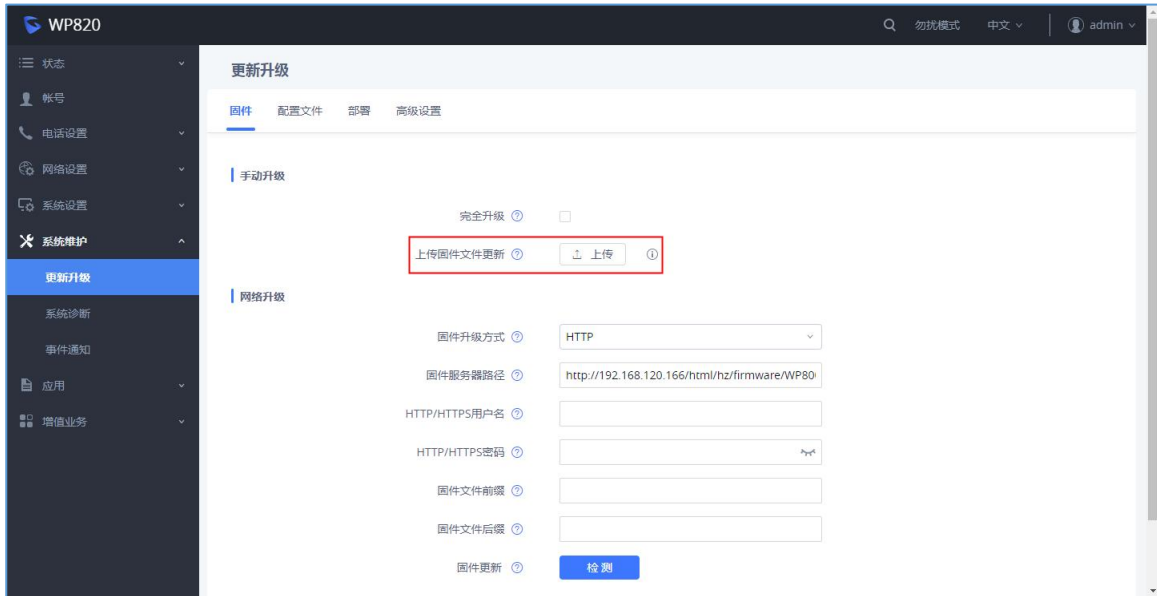 WP820
勿扰模式
中文
admin
状态
帐号
电话设置
网络设置
系统设置
系统维护
更新升级
系统诊断
事件通知
应用
增值业务
更新升级
固件 配置文件 部署 高级设置
手动升级
完全升级
上传固件文件更新 上传
网络升级
固件升级方式 HTTP
固件服务器路径 http://192.168.120.166/html/hz/firmware/WP80
HTTP/HTTPS用户名
HTTP/HTTPS密码
固件文件前缀
固件文件后缀
固件更新 检测